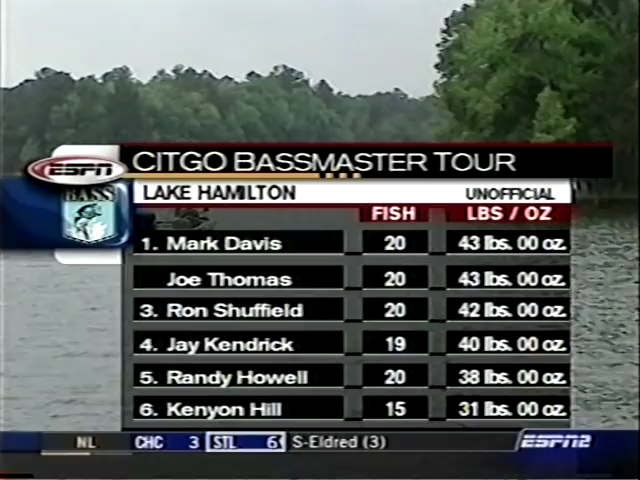 ESPN
CITGO BASSMASTER TOUR
BASS
LAKE HAMILTON UNOFFICIAL
FISH LBS / OZ
1. Mark Davis 20 43 lbs. 00 oz.
Joe Thomas 20 43 lbs. 00 oz.
3. Ron Shuffield 20 42 lbs. 00 oz.
4. Jay Kendrick 19 40 lbs. 00 oz.
5. Randy Howell 20 38 lbs. 00 oz.
6. Kenyon Hill 15 31 lbs. 00 oz.
NL CHC 3 STL 6 S-Eldred (3) ESPN2